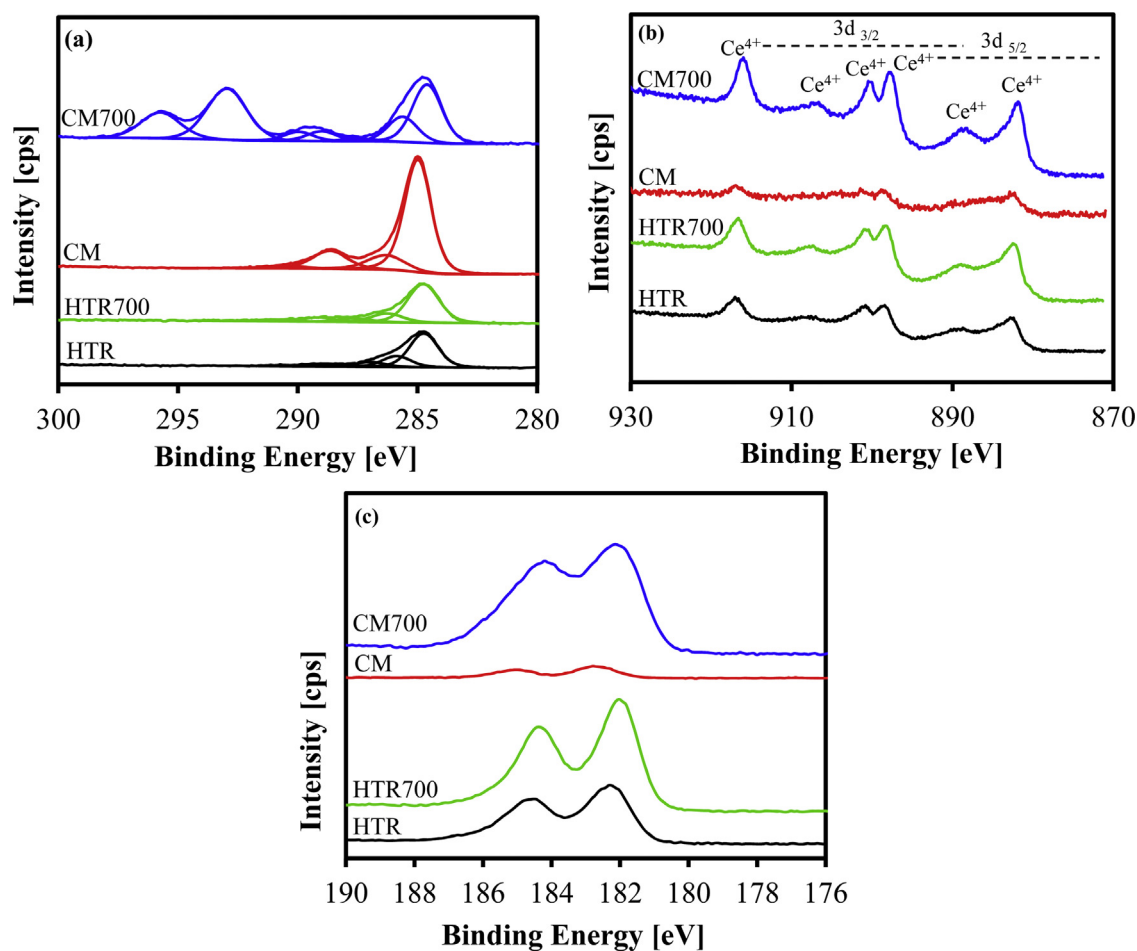 (a)
CM700
CM
HTR700
HTR
Intensity [cps]
300 295 290 285 280
Binding Energy [eV]
(b)
3d 3/2
3d 5/2
Ce4+ Ce4+ Ce4+ Ce4+ Ce4+ Ce4+
CM700
CM
HTR700
HTR
Intensity [cps]
930 910 890 870
Binding Energy [eV]
(c)
CM700
CM
HTR700
HTR
Intensity [cps]
190 188 186 184 182 180 178 176
Binding Energy [eV]